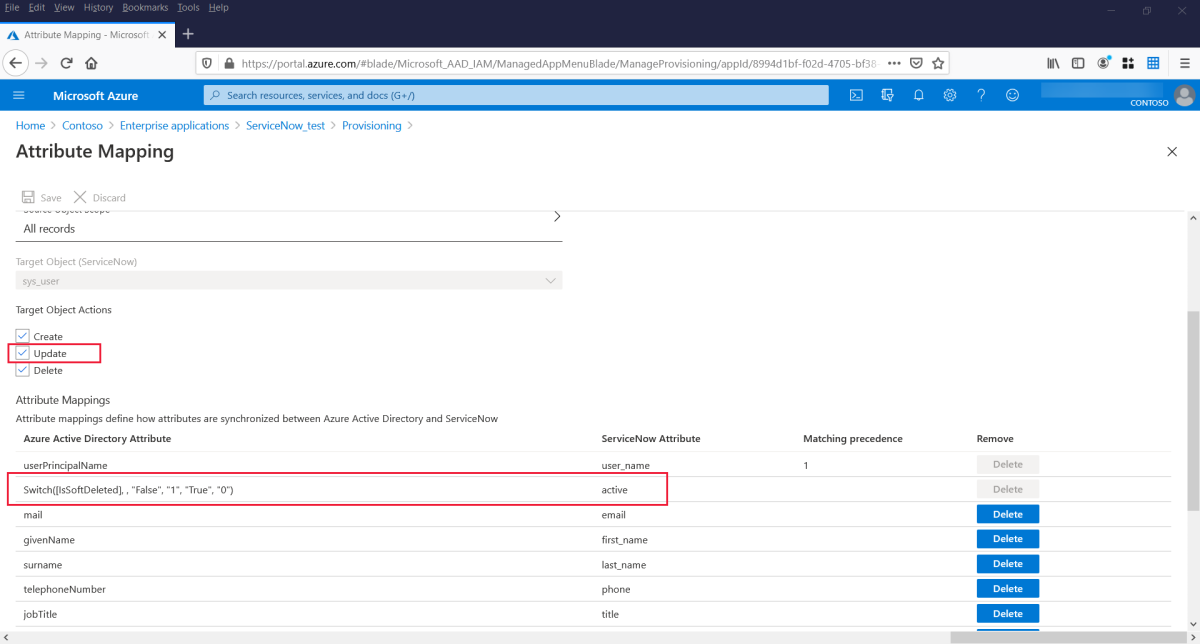 File Edit View History Bookmarks Tools Help
Attribute Mapping - Microsoft
https://portal.azure.com/#blade/Microsoft_AAD_IAM/ManagedAppMenuBlade/ManageProvisioning/appId/8994d1bf-f02d-4705-bf38
Microsoft Azure Search resources, services, and docs (G+/) CONTOSO
Home > Contoso > Enterprise applications > ServiceNow_test > Provisioning >
Attribute Mapping
Save Discard
Source Object Scope
All records
Target Object (ServiceNow)
sys_user
Target Object Actions
Create
Update
Delete
Attribute Mappings
Attribute mappings define how attributes are synchronized between Azure Active Directory and ServiceNow
Azure Active Directory Attribute ServiceNow Attribute Matching precedence Remove
userPrincipalName user_name 1 Delete
Switch([IsSoftDeleted], , "False", "1", "True", "0") active Delete
mail email Delete
givenName first_name Delete
surname last_name Delete
telephoneNumber phone Delete
jobTitle title Delete